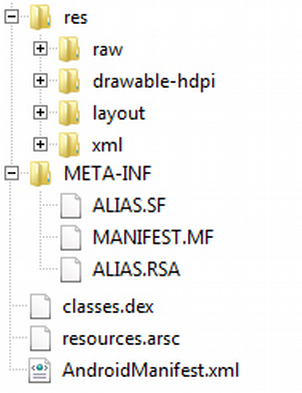 res
raw
drawable-hdpi
layout
xml
META-INF
ALIAS.SF
MANIFEST.MF
ALIAS.RSA
classes.dex
resources.arsc
AndroidManifest.xml